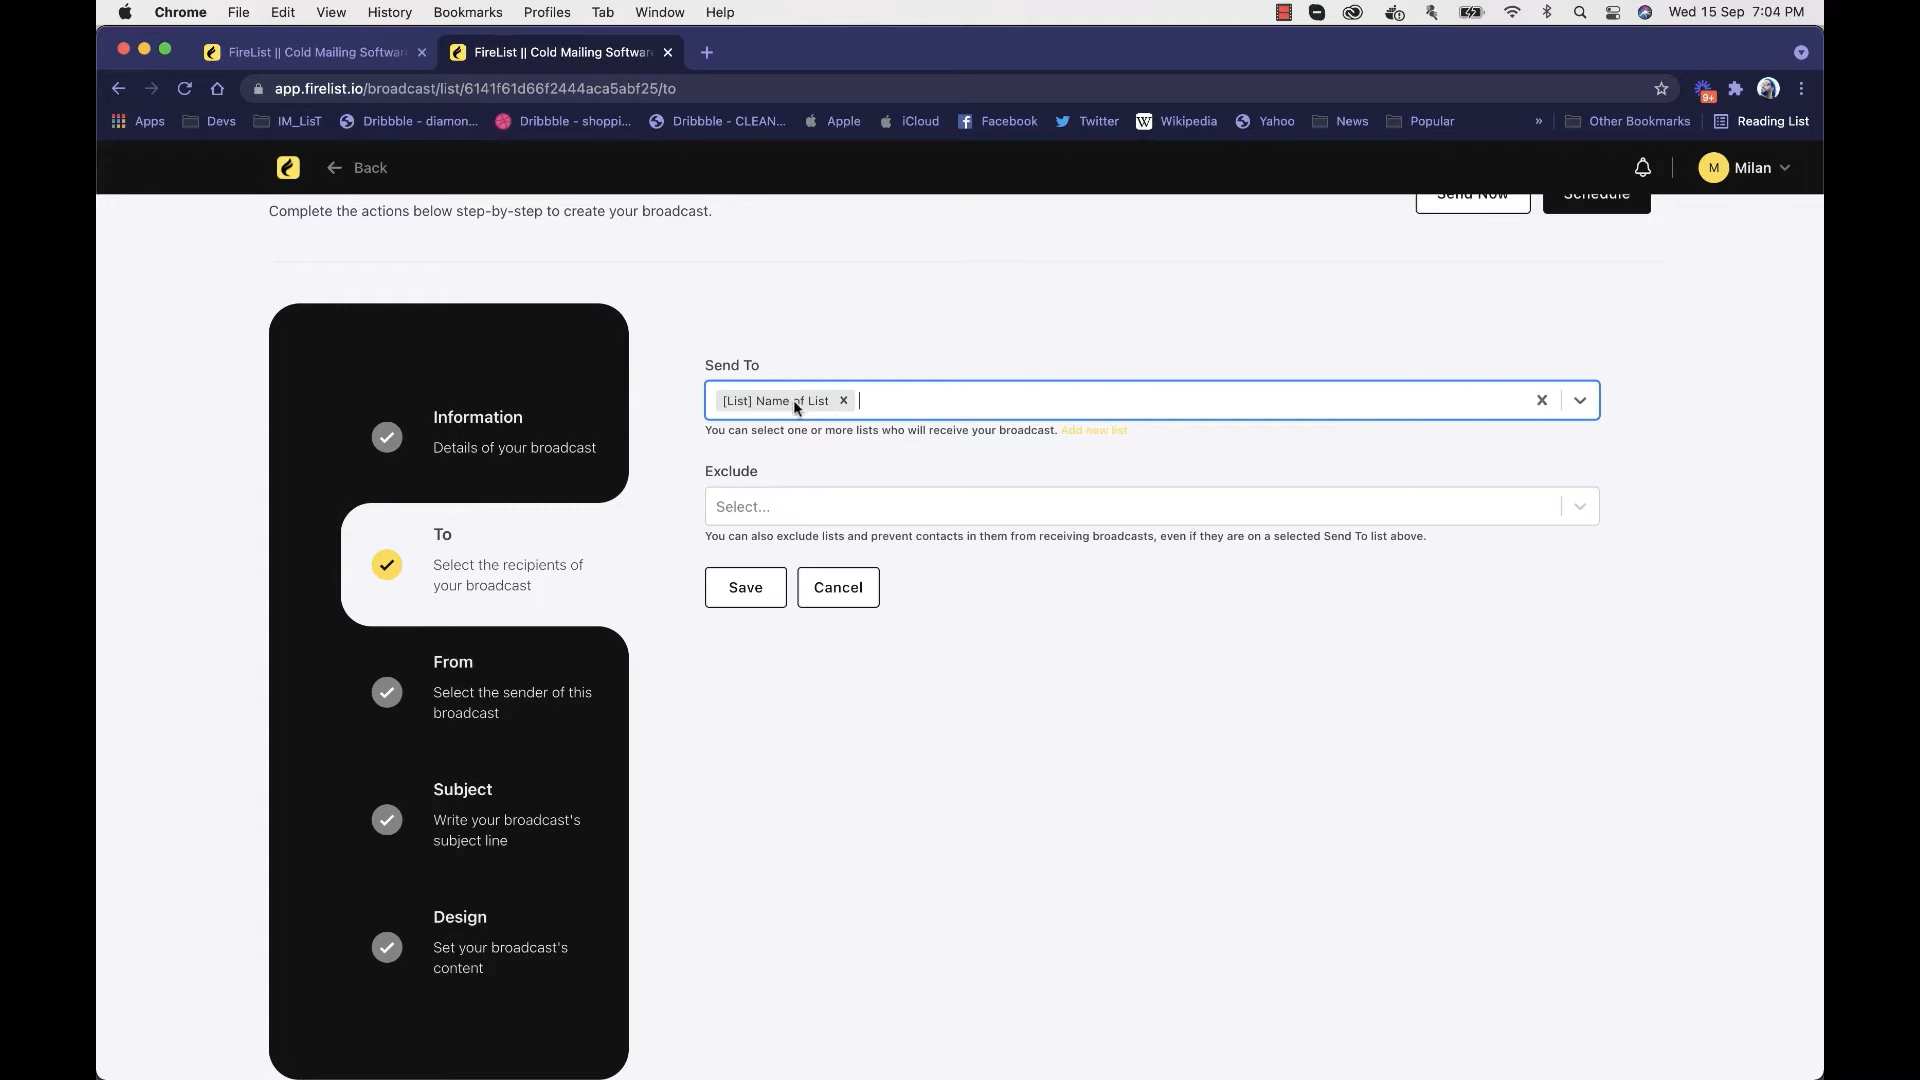 Chrome File Edit View History Bookmarks Profiles Tab Window Help
Wed 15 Sep 7:04 PM
FireList || Cold Mailing Softwar
FireList || Cold Mailing Software
app.firelist.io/broadcast/list/6141f61d66f2444aca5abf25/to
9+
Apps Devs IM_LisT Dribbble - diamon... Dribbble - shoppi... Dribbble - CLEAN... Apple iCloud Facebook Twitter Wikipedia Yahoo News Popular » Other Bookmarks Reading List
Back
M Milan
Complete the actions below step-by-step to create your broadcast.
Send Now Schedule
Information
Details of your broadcast
To
Select the recipients of
your broadcast
From
Select the sender of this
broadcast
Subject
Write your broadcast's
subject line
Design
Set your broadcast's
content
Send To
[List] Name of List
You can select one or more lists who will receive your broadcast. Add new list
Exclude
Select...
You can also exclude lists and prevent contacts in them from receiving broadcasts, even if they are on a selected Send To list above.
Save Cancel